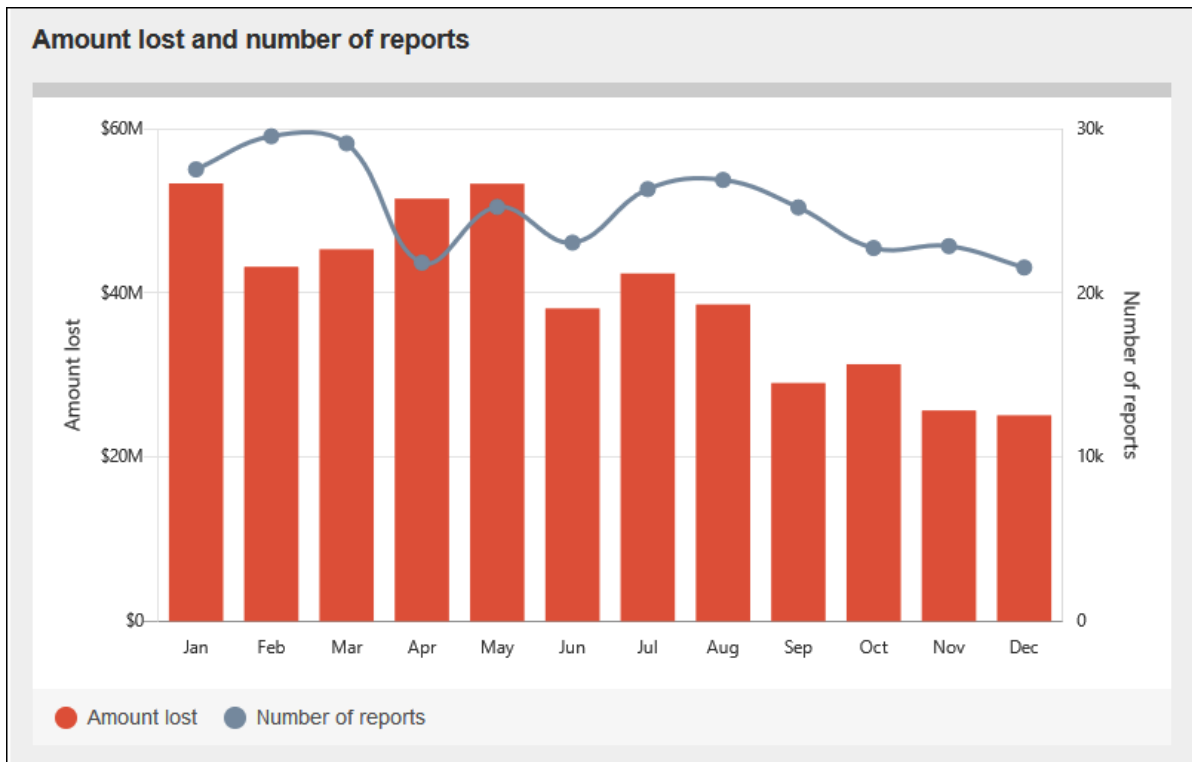 Amount lost and number of reports
$60M
$40M
$20M
$0
Amount lost
30k
20k
10k
0
Number of reports
Jan Feb Mar Apr May Jun Jul Aug Sep Oct Nov Dec
Amount lost Number of reports